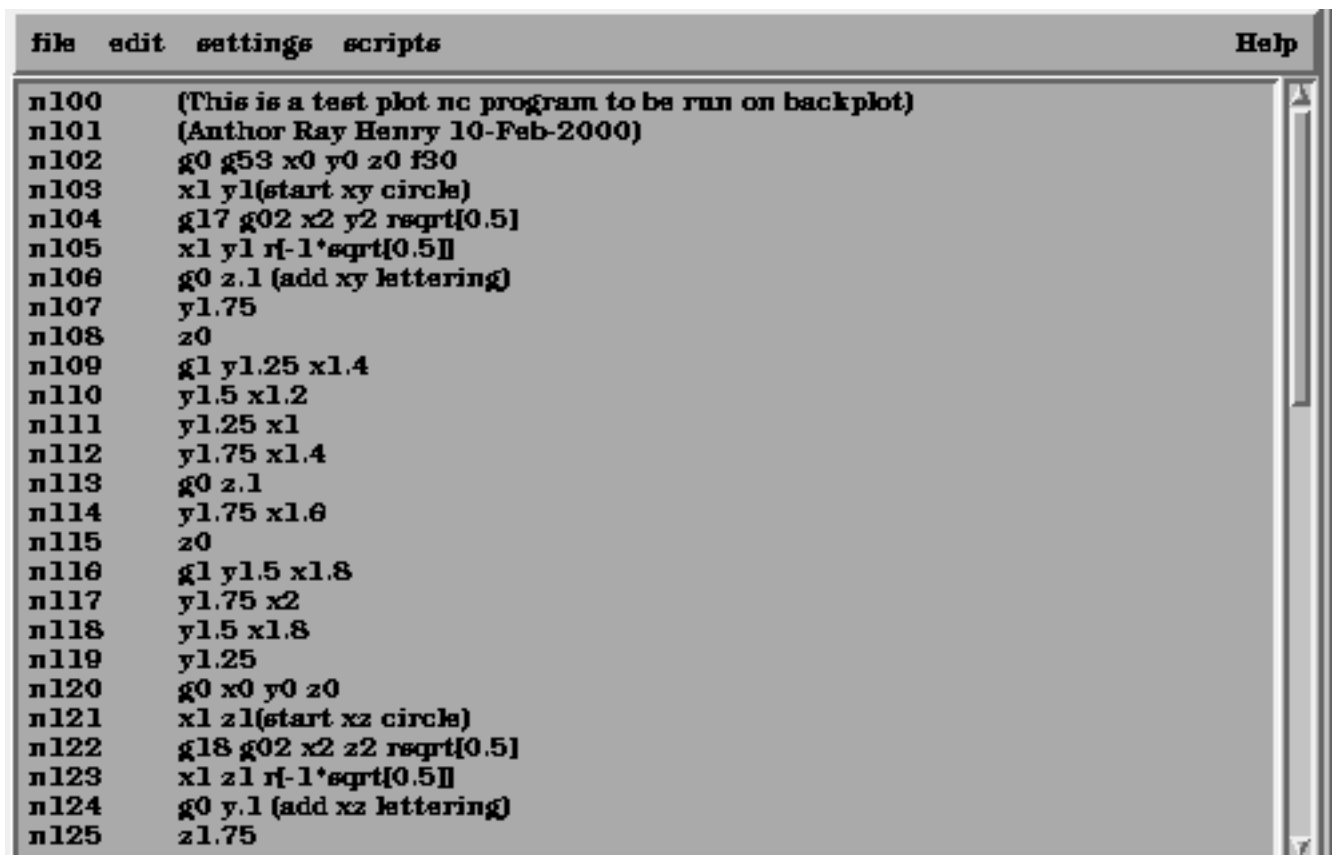 file edit settings scripts Help
n100 (This is a test plot nc program to be run on backplot)
n101 (Author Ray Henry 10-Feb-2000)
n102 g0 g53 x0 y0 z0 f30
n103 x1 y1(start xy circle)
n104 g17 g02 x2 y2 rsqrt[0.5]
n105 x1 y1 r[-1*sqrt[0.5]]
n106 g0 z.1 (add xy lettering)
n107 y1.75
n108 z0
n109 g1 y1.25 x1.4
n110 y1.5 x1.2
n111 y1.25 x1
n112 y1.75 x1.4
n113 g0 z.1
n114 y1.75 x1.6
n115 z0
n116 g1 y1.5 x1.8
n117 y1.75 x2
n118 y1.5 x1.8
n119 y1.25
n120 g0 x0 y0 z0
n121 x1 z1(start xz circle)
n122 g18 g02 x2 z2 rsqrt[0.5]
n123 x1 z1 r[-1*sqrt[0.5]]
n124 g0 y.1 (add xz lettering)
n125 z1.75